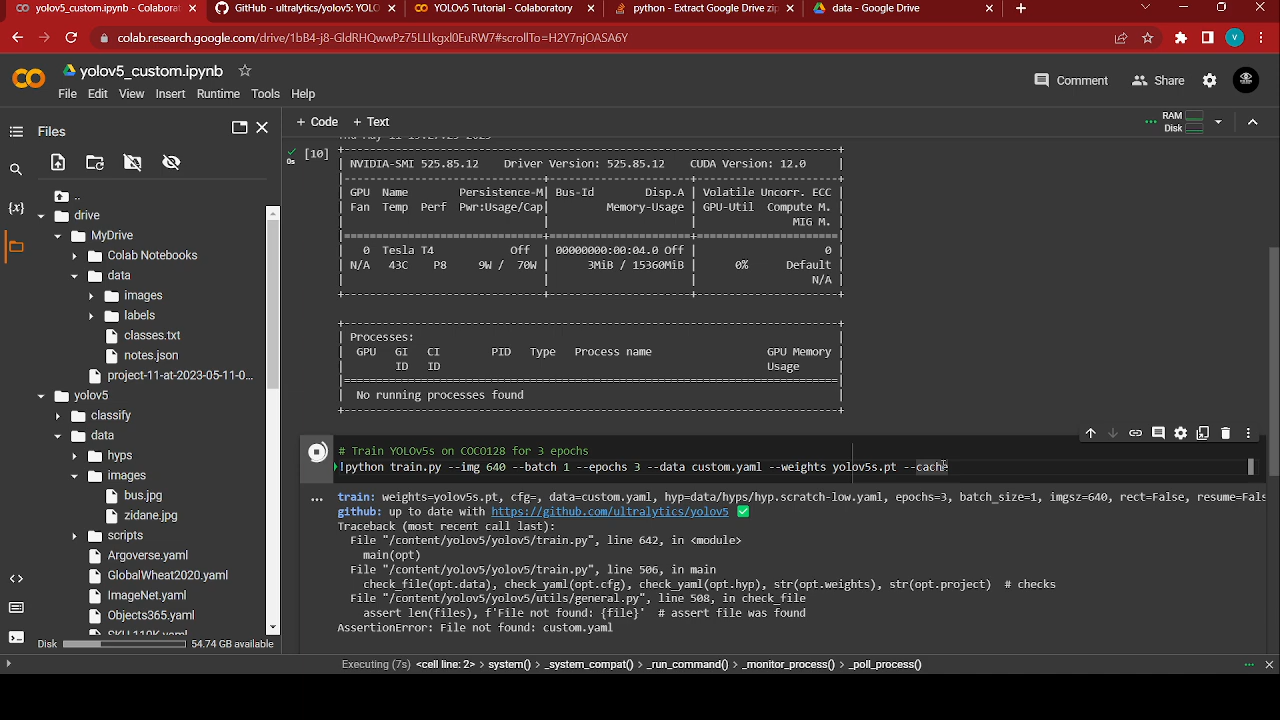 yolov5_custom.ipynb - Colaborat
GitHub - ultralytics/yolov5: YOLO
YOLOv5 Tutorial - Colaboratory
python - Extract Google Drive zip
data - Google Drive
colab.research.google.com/drive/1bB4-j8-GldRHQwwPz75LLIkgxl0EuRW7#scrollTo=H2Y7njOASA6Y
V
yolov5_custom.ipynb
Comment
Share
File Edit View Insert Runtime Tools Help
Files
+ Code + Text
RAM
Disk
..
drive
MyDrive
Colab Notebooks
data
images
labels
classes.txt
notes.json
project-11-at-2023-05-11-0...
yolov5
classify
data
hyps
images
bus.jpg
zidane.jpg
scripts
Argoverse.yaml
GlobalWheat2020.yaml
ImageNet.yaml
Objects365.yaml
SKU-110K.yaml
Disk 54.74 GB available
[10]
0s
NVIDIA-SMI 525.85.12 Driver Version: 525.85.12 CUDA Version: 12.0
GPU Name Persistence-M| Bus-Id Disp.A | Volatile Uncorr. ECC
Fan Temp Perf Pwr:Usage/Cap| Memory-Usage | GPU-Util Compute M.
MIG M.
0 Tesla T4 Off | 00000000:00:04.0 Off | 0
N/A 43C P8 9W / 70W | 3MiB / 15360MiB | 0% Default
N/A
Processes:
GPU GI CI PID Type Process name GPU Memory
ID ID Usage
No running processes found
# Train YOLOv5s on COCO128 for 3 epochs
!python train.py --img 640 --batch 1 --epochs 3 --data custom.yaml --weights yolov5s.pt --cache
train: weights=yolov5s.pt, cfg=, data=custom.yaml, hyp=data/hyps/hyp.scratch-low.yaml, epochs=3, batch_size=1, imgsz=640, rect=False, resume=Fals
github: up to date with https://github.com/ultralytics/yolov5 ✅
Traceback (most recent call last):
File "/content/yolov5/yolov5/train.py", line 642, in <module>
main(opt)
File "/content/yolov5/yolov5/train.py", line 506, in main
check_file(opt.data), check_yaml(opt.cfg), check_yaml(opt.hyp), str(opt.weights), str(opt.project) # checks
File "/content/yolov5/yolov5/utils/general.py", line 508, in check_file
assert len(files), f'File not found: {file}' # assert file was found
AssertionError: File not found: custom.yaml
Executing (7s) <cell line: 2> > system() > _system_compat() > _run_command() > _monitor_process() > _poll_process()